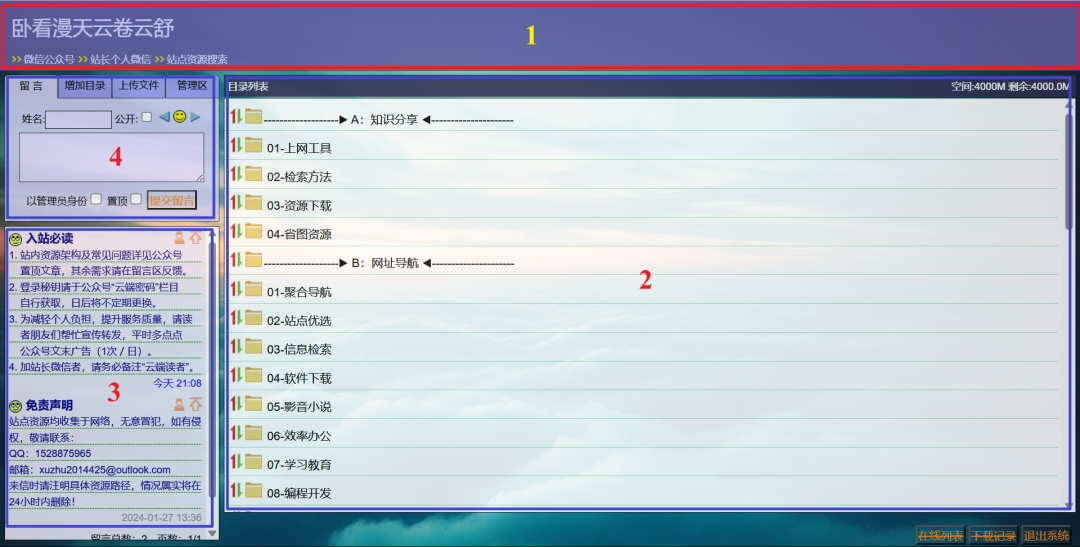 卧看漫天云卷云舒
1
>> 微信公众号 >> 站长个人微信 >> 站点资源搜索
留 言 增加目录 上传文件 管理区
姓名: 公开:
4
以管理员身份 置顶 提交留言
入站必读
1. 站内资源架构及常见问题详见公众号
置顶文章，其余需求请在留言区反馈。
2. 登录秘钥请于公众号“云端密码”栏目
自行获取，日后将不定期更换。
3. 为减轻个人负担，提升服务质量，请读
者朋友们帮忙宣传转发，平时多点点
公众号文末广告（1次 / 日）。
4. 加站长微信者，请务必备注“云端读者”。
今天 21:08
3
免责声明
站点资源均收集于网络，无意冒犯，如有侵
权，敬请联系：
QQ：1528875965
邮箱：xuzhu2014425@outlook.com
来信时请注明具体资源路径，情况属实将在
24小时内删除！
2024-01-27 13:36
留言总数：2 页数：1/1
目录列表 空间:4000M 剩余:4000.0M
--------------------▶ A：知识分享 ◀---------------------
01-上网工具
02-检索方法
03-资源下载
04-省图资源
--------------------▶ B：网址导航 ◀---------------------
2
01-聚合导航
02-站点优选
03-信息检索
04-软件下载
05-影音小说
06-效率办公
07-学习教育
08-编程开发
在线列表 下载记录 退出系统